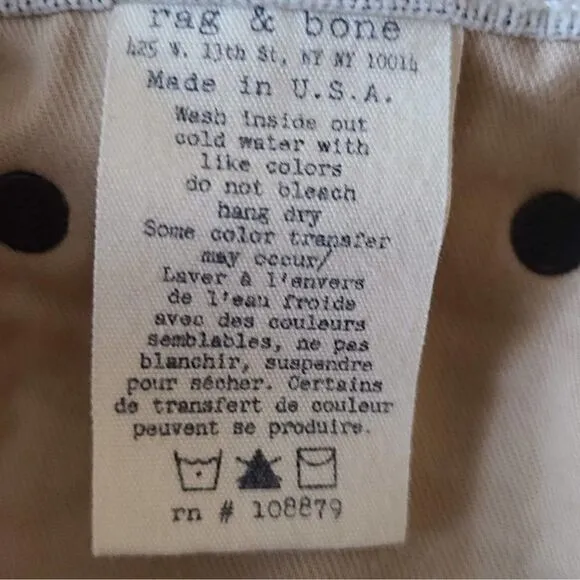 rag & bone
425 W. 13th St, NY NY 10014
Made in U.S.A.
Wash inside out
cold water with
like colors
do not bleach
hang dry
Some color transfer
may occur/
Laver à l'envers
de l'eau froide
avec des couleurs
semblables, ne pas
blanchir, suspendre
pour sécher. Certains
de transfert de couleur
peuvent se produire.
rn # 108879